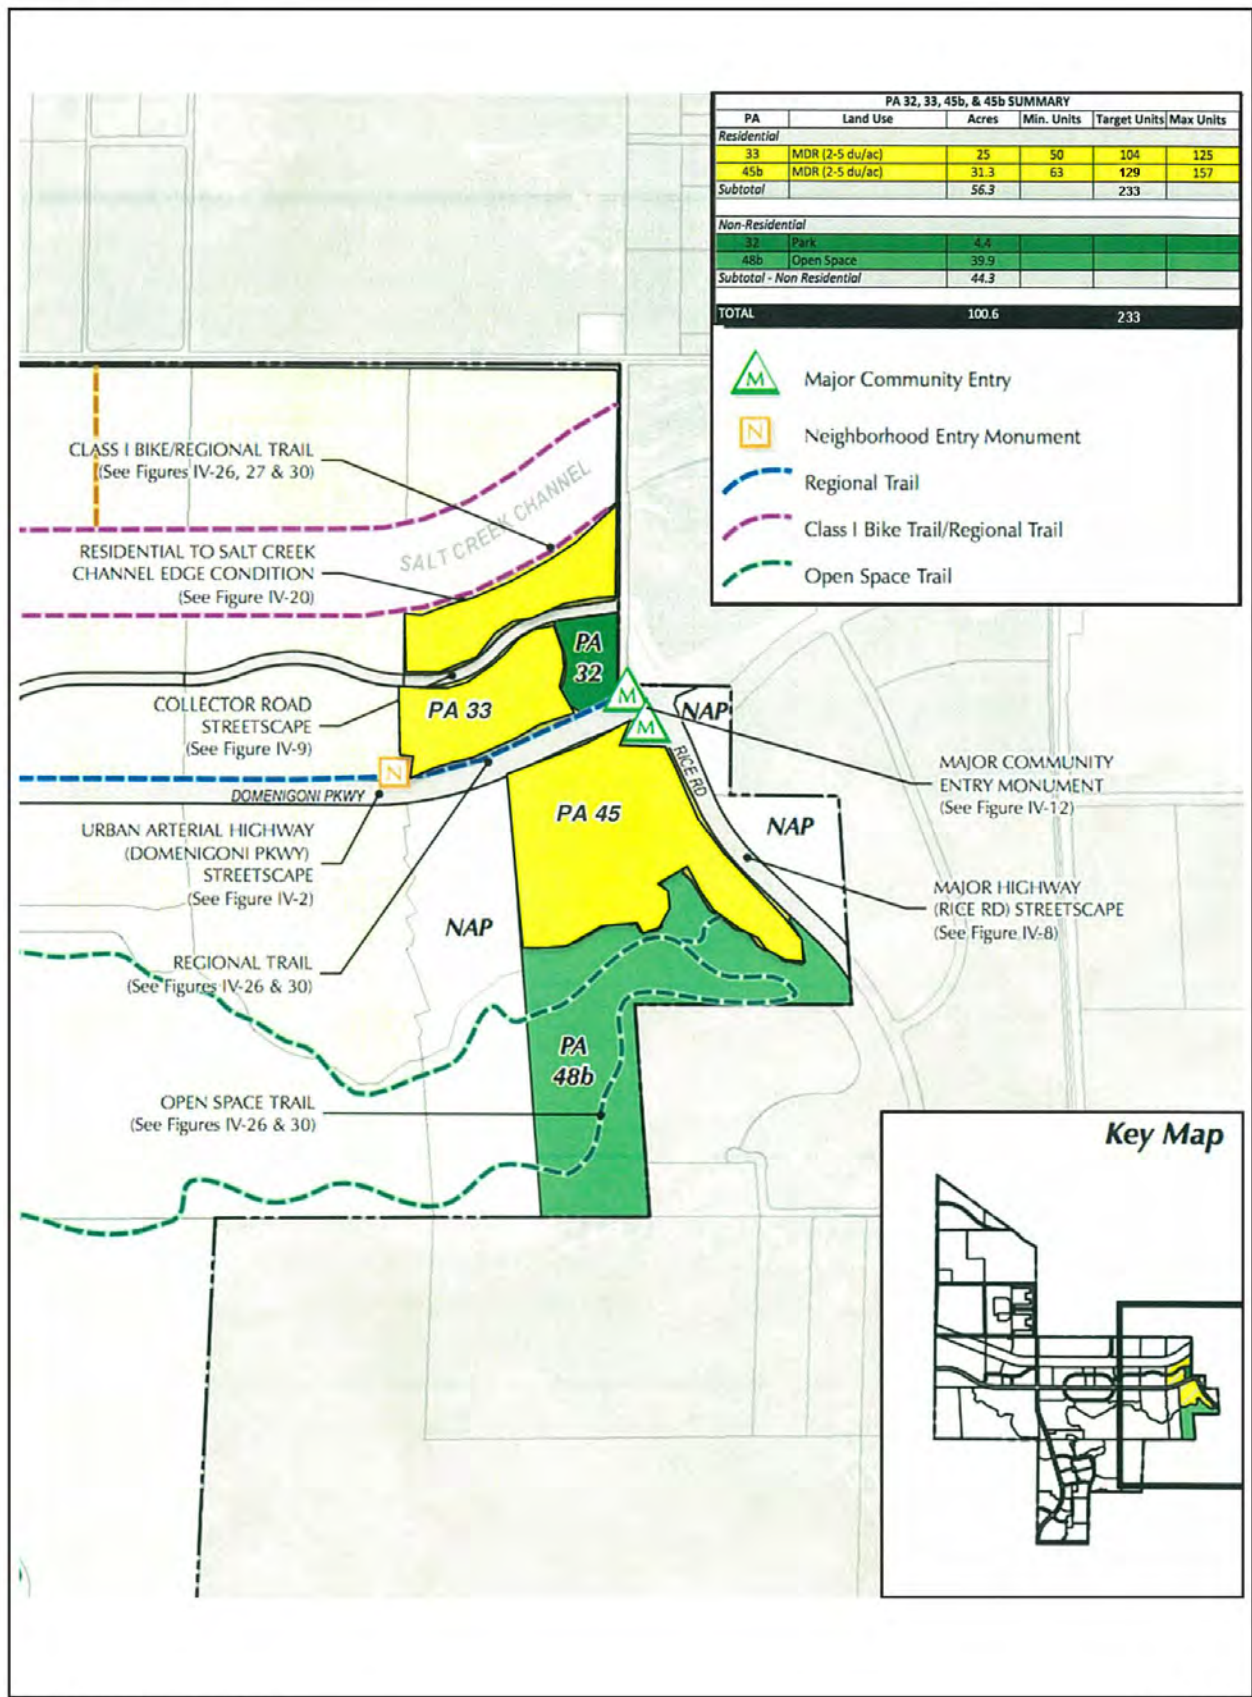 PA 32, 33, 45b, & 45b SUMMARY
PA Land Use Acres Min. Units Target Units Max Units
Residential
33 MDR (2-5 du/ac) 25 50 104 125
45b MDR (2-5 du/ac) 31.3 63 129 157
Subtotal 56.3 233
Non-Residential
32 Park 4.4
48b Open Space 39.9
Subtotal - Non Residential 44.3
TOTAL 100.6 233
M Major Community Entry
N Neighborhood Entry Monument
Regional Trail
Class I Bike Trail/Regional Trail
Open Space Trail
CLASS I BIKE/REGIONAL TRAIL
(See Figures IV-26, 27 & 30)
SALT CREEK CHANNEL
RESIDENTIAL TO SALT CREEK
CHANNEL EDGE CONDITION
(See Figure IV-20)
PA
32
COLLECTOR ROAD
STREETSCAPE
(See Figure IV-9)
PA 33
M
M
NAP
RICE RD
N
DOMENIGONI PKWY
MAJOR COMMUNITY
ENTRY MONUMENT
(See Figure IV-12)
URBAN ARTERIAL HIGHWAY
(DOMENIGONI PKWY)
STREETSCAPE
(See Figure IV-2)
PA 45
NAP
MAJOR HIGHWAY
(RICE RD) STREETSCAPE
(See Figure IV-8)
NAP
REGIONAL TRAIL
(See Figures IV-26 & 30)
PA
48b
OPEN SPACE TRAIL
(See Figures IV-26 & 30)
Key Map